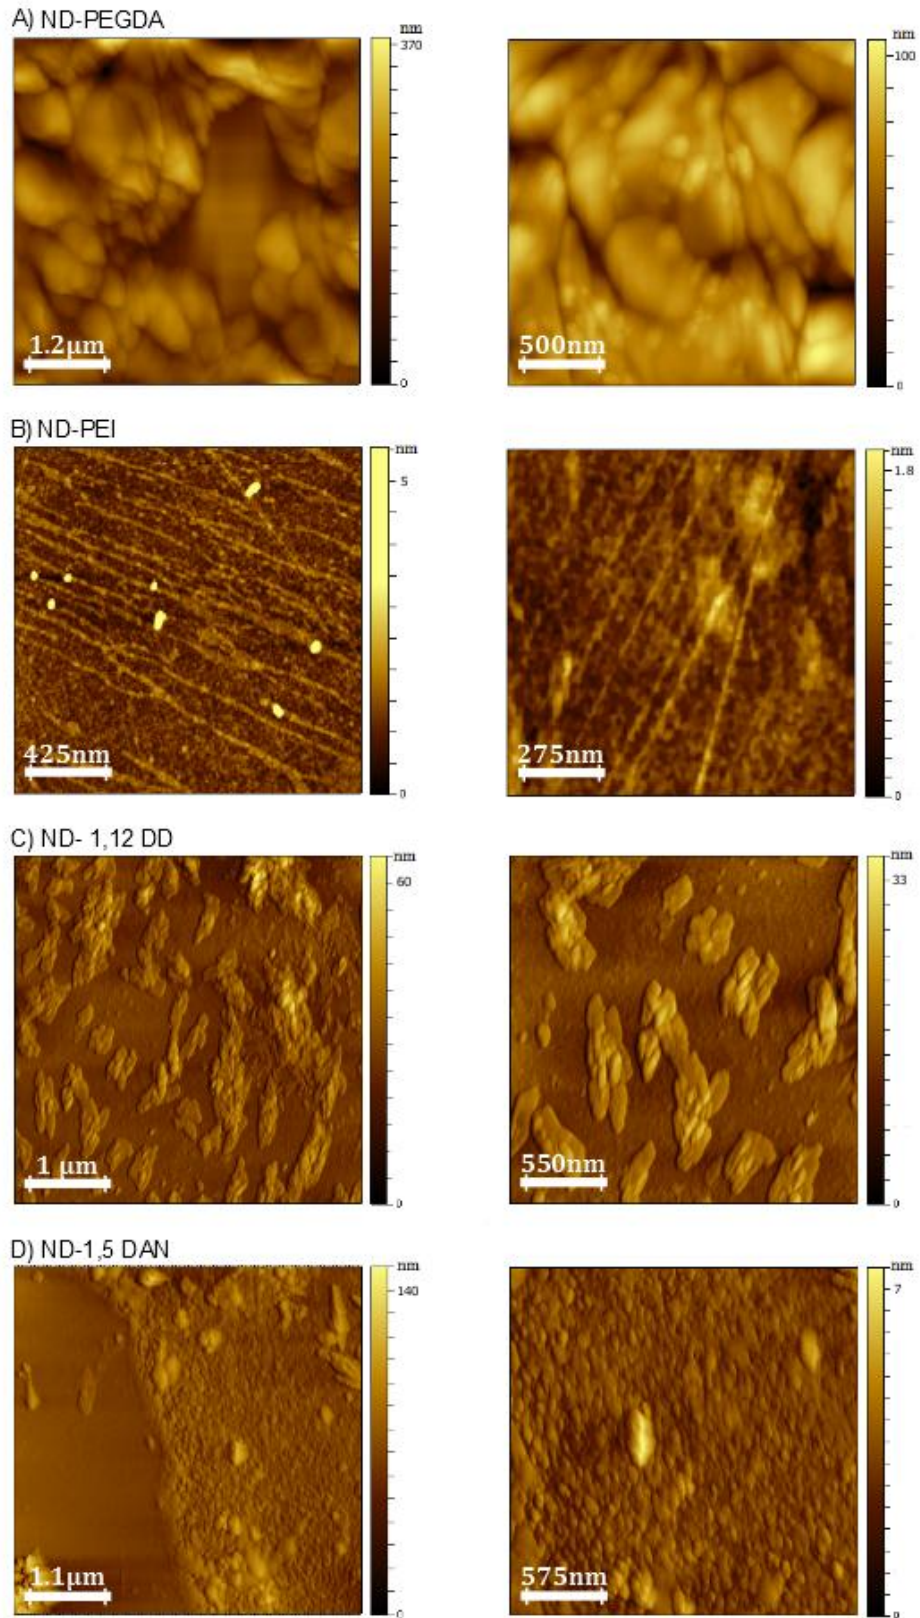 A) ND-PEGDA
nm
370
1.2μm
0
nm
100
500nm
0
B) ND-PEI
nm
5
425nm
0
nm
1.8
275nm
0
C) ND- 1,12 DD
nm
60
1 μm
0
nm
33
550nm
0
D) ND-1,5 DAN
nm
140
1.1μm
0
nm
7
575nm
0